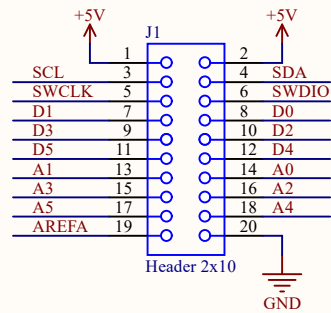 +5V +5V
J1
1 2
SCL 3 4 SDA
SWCLK 5 6 SWDIO
D1 7 8 D0
D3 9 10 D2
D5 11 12 D4
A1 13 14 A0
A3 15 16 A2
A5 17 18 A4
AREFA 19 20
Header 2x10
GND